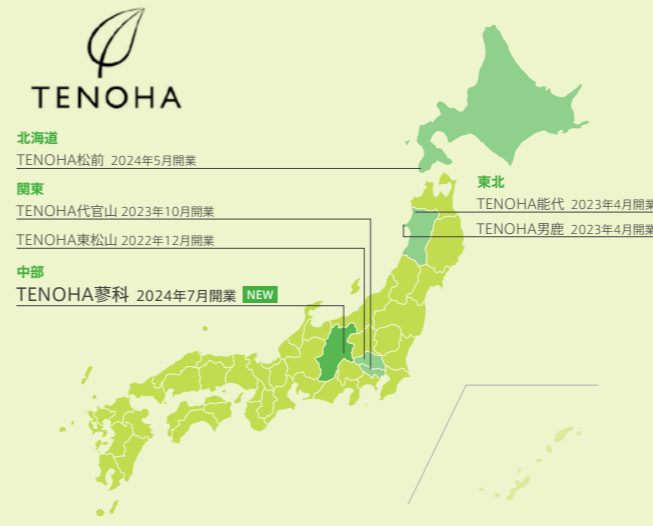 TENOHA
北海道
TENOHA松前 2024年5月開業
関東
TENOHA代官山 2023年10月開業
TENOHA東松山 2022年12月開業
中部
TENOHA蓼科 2024年7月開業 NEW
東北
TENOHA能代 2023年4月開業
TENOHA男鹿 2023年4月開業